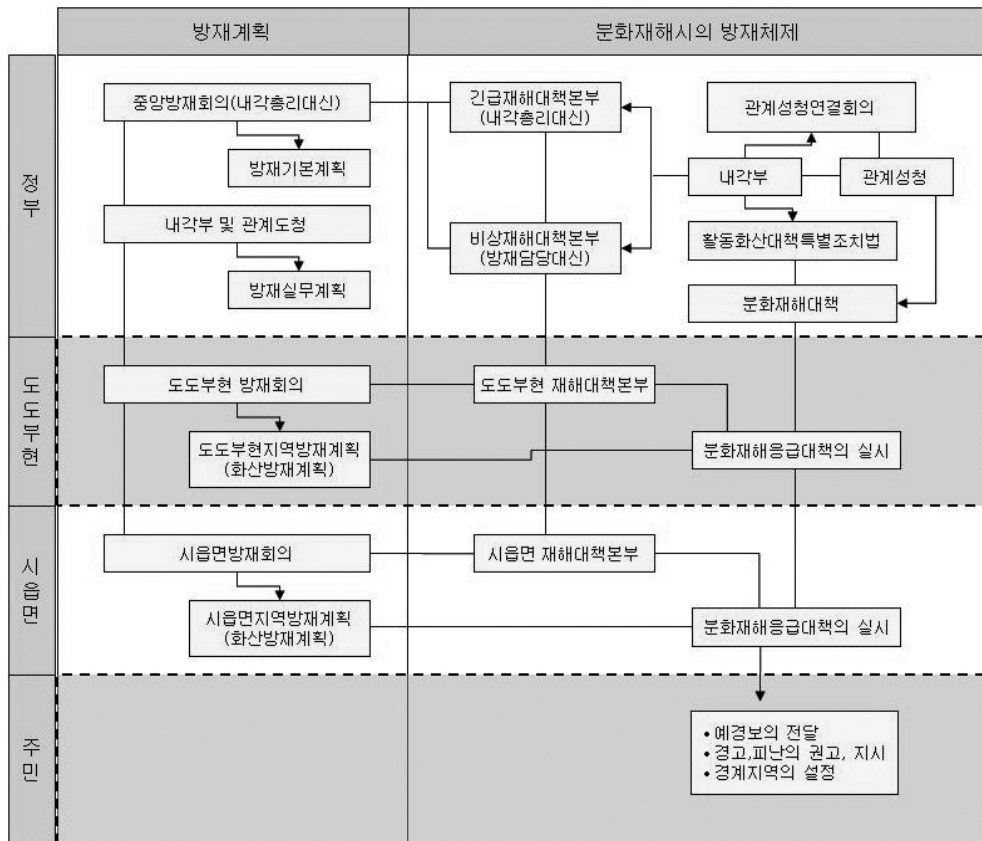 방재계획
분화재해시의 방재체제
정부
중앙방재회의(내각총리대신)
방재기본계획
내각부 및 관계도청
방재실무계획
긴급재해대책본부
(내각총리대신)
비상재해대책본부
(방재담당대신)
관계성청연결회의
내각부
관계성청
활동화산대책특별조치법
분화재해대책
도도부현
도도부현 방재회의
도도부현지역방재계획
(화산방재계획)
도도부현 재해대책본부
분화재해응급대책의 실시
시읍면
시읍면방재회의
시읍면지역방재계획
(화산방재계획)
시읍면 재해대책본부
분화재해응급대책의 실시
주민
• 예경보의 전달
• 경고,피난의 권고, 지시
• 경계지역의 설정